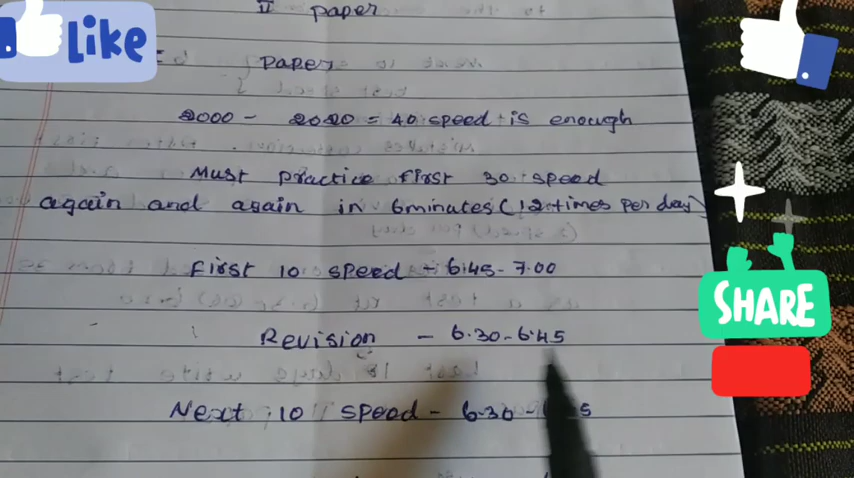 II paper
Like
Paper
2000 - 2020 = 40 speed is enough
Must practice first 30 speed
again and again in 6minutes (12 times per day)
First 10 speed - 6.45-7.00
SHARE
Revision - 6.30-6.45
Next 10 speed - 6.30 - 5